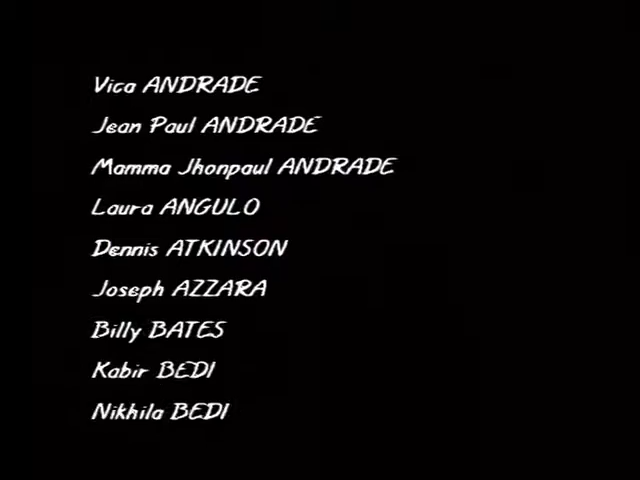 Vica ANDRADE
Jean Paul ANDRADE
Mamma Jhonpaul ANDRADE
Laura ANGULO
Dennis ATKINSON
Joseph AZZARA
Billy BATES
Kabir BEDI
Nikhila BEDI